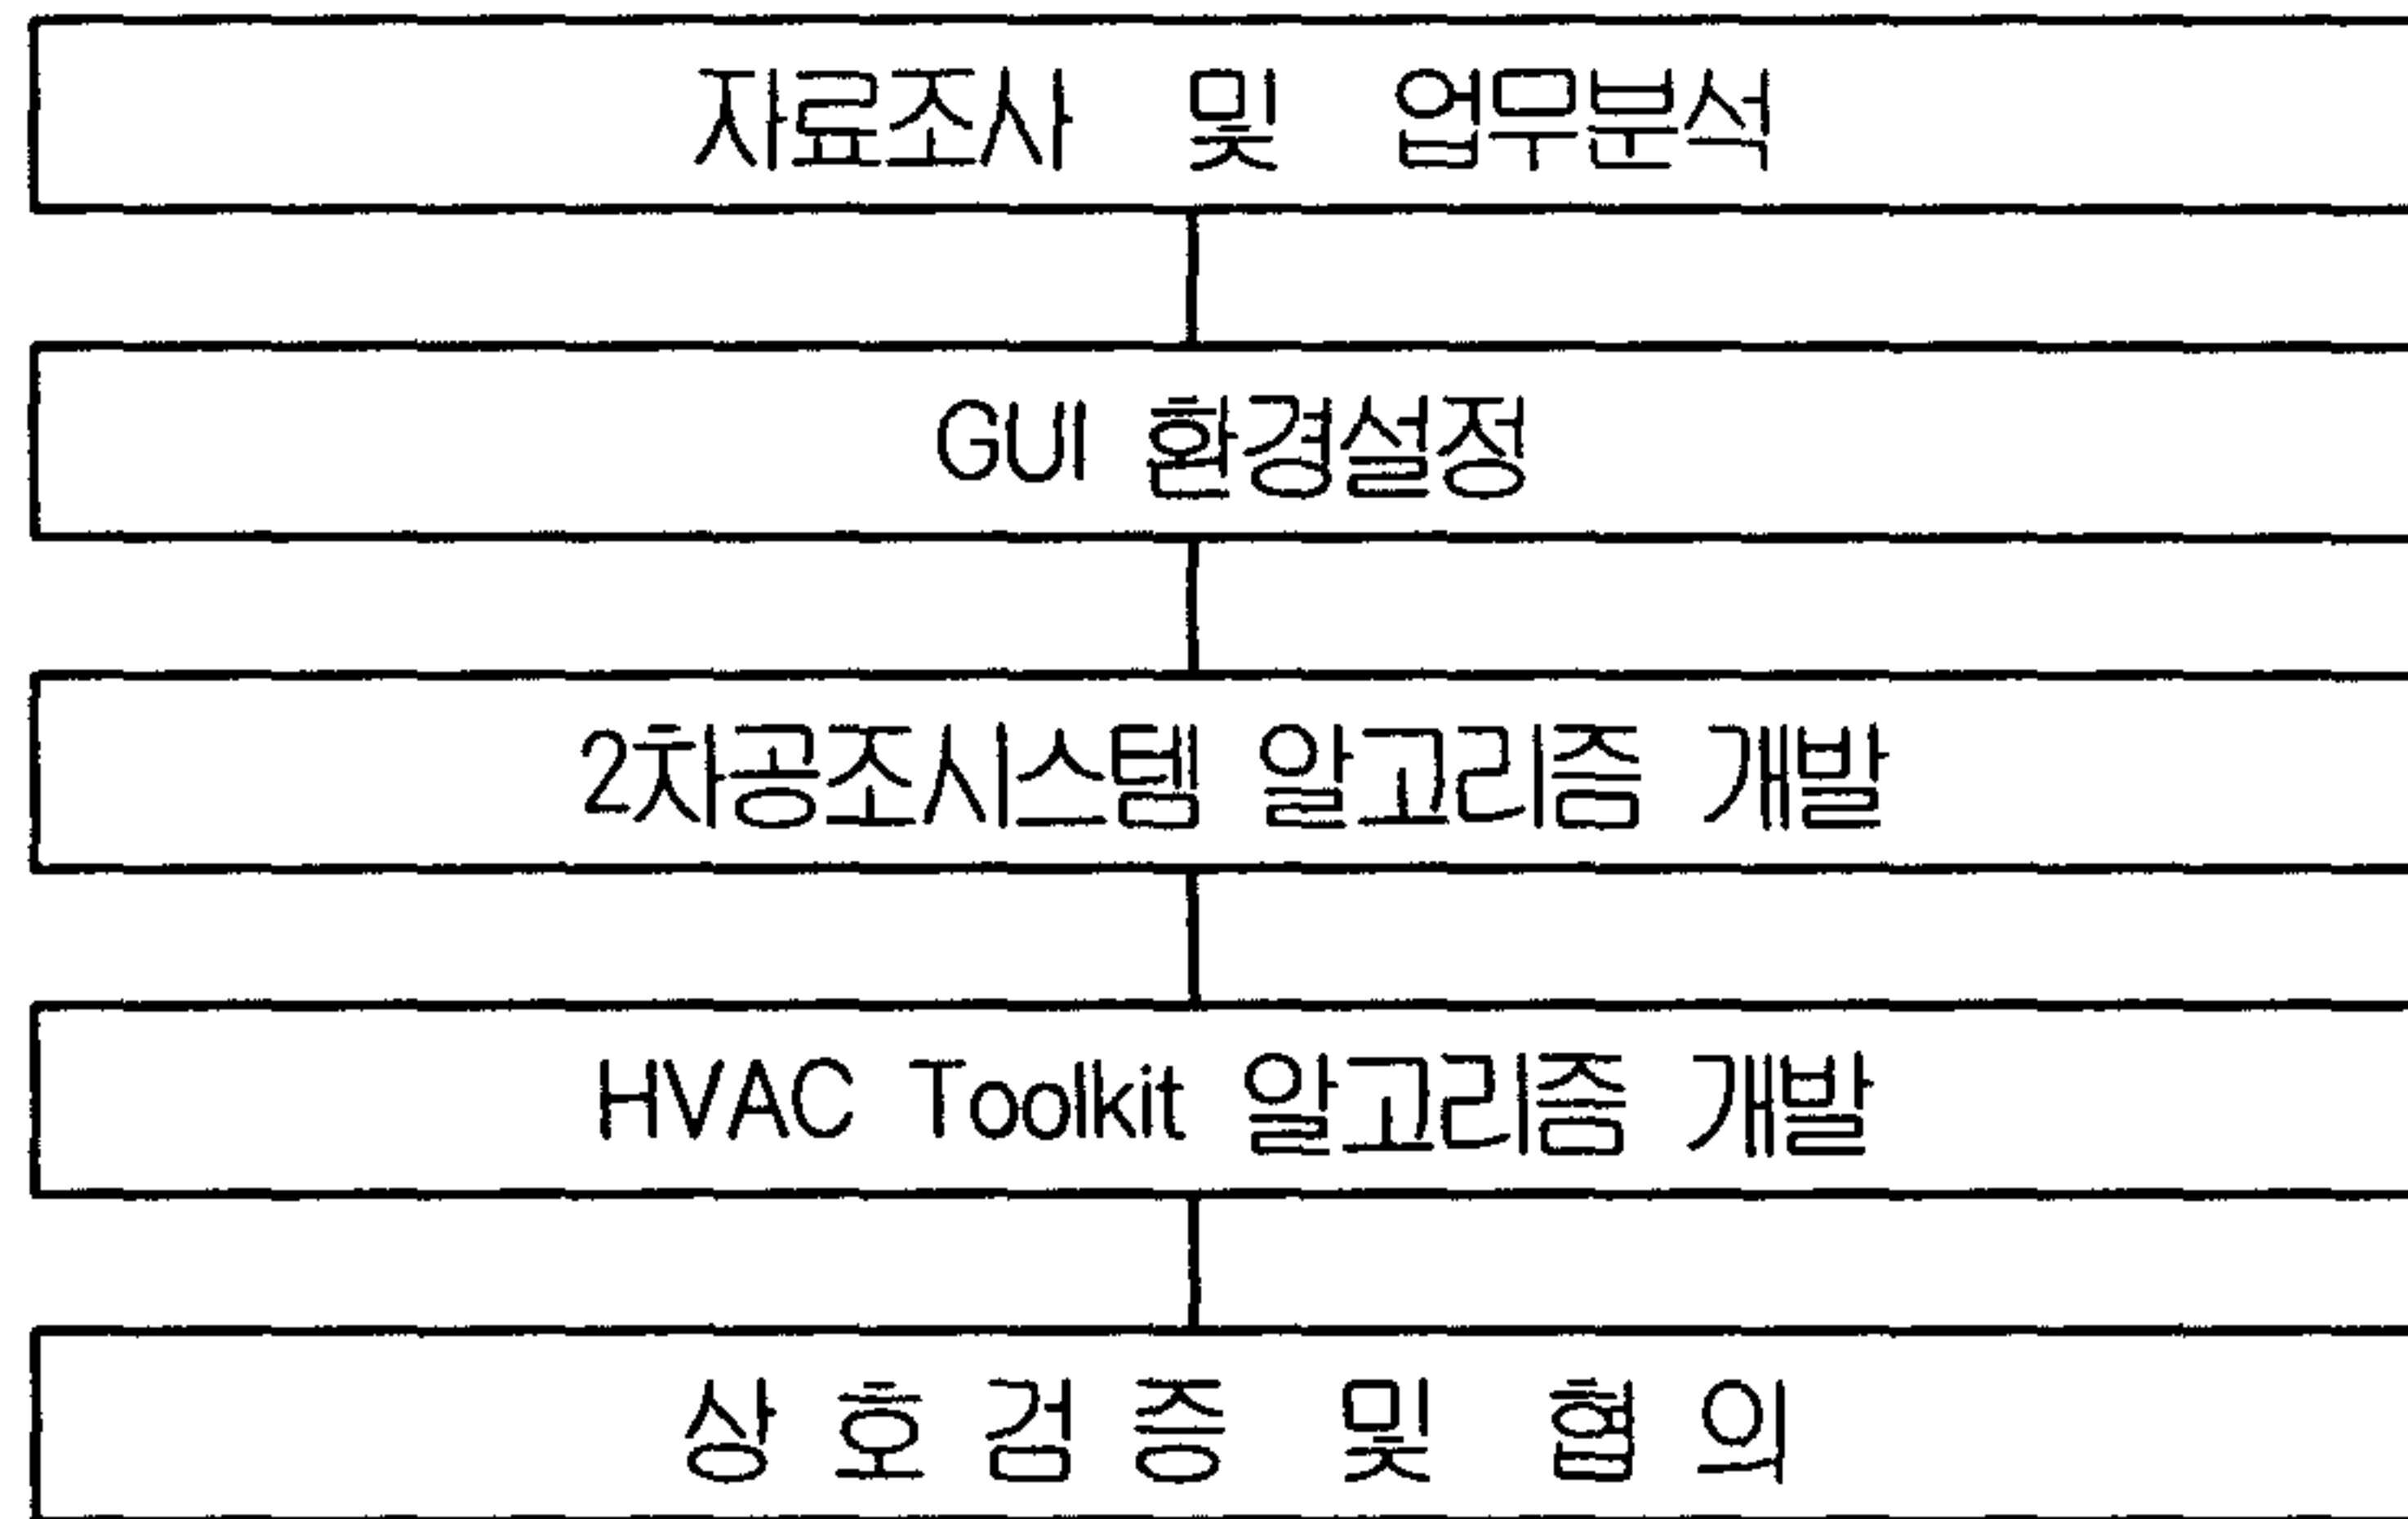 자료조사 및 업무분석
GUI 환경설정
2차공조시스템 알고리즘 개발
HVAC Toolkit 알고리즘 개발
상 호 검 증 및 협 의